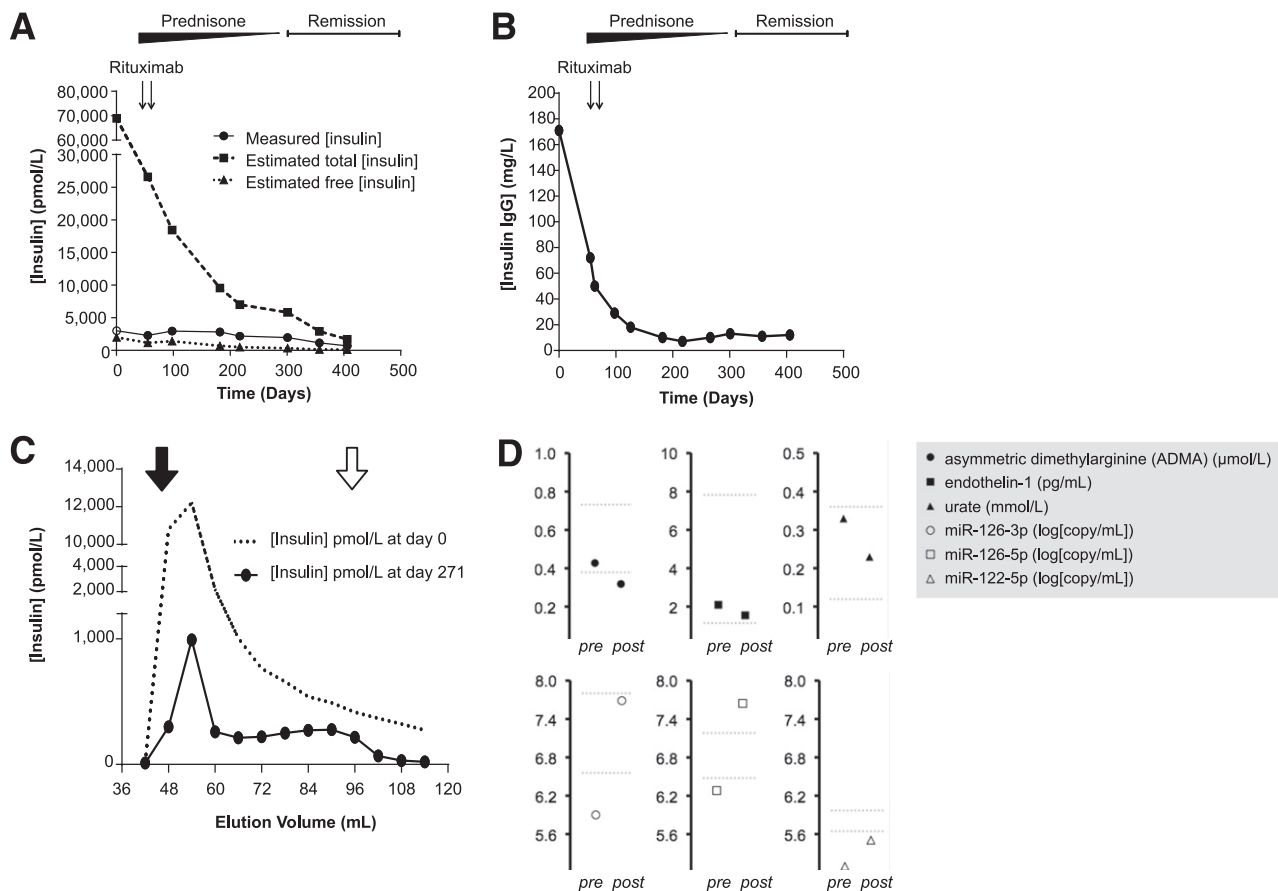 A
Prednisone
Remission
Rituximab
80,000
70,000
60,000
30,000
25,000
20,000
15,000
10,000
5,000
0
[Insulin] (pmol/L)
Measured [insulin]
Estimated total [insulin]
Estimated free [insulin]
0 100 200 300 400 500
Time (Days)
B
Prednisone
Remission
Rituximab
200
180
160
140
120
100
80
60
40
20
0
[Insulin IgG] (mg/L)
0 100 200 300 400 500
Time (Days)
C
14,000
12,000
10,000
4,000
2,000
1,000
0
[Insulin] (pmol/L)
[Insulin] pmol/L at day 0
[Insulin] pmol/L at day 271
36 48 60 72 84 96 108 120
Elution Volume (mL)
D
1.0
0.8
0.6
0.4
0.2
pre post
10
8
6
4
2
pre post
0.5
0.4
0.3
0.2
0.1
pre post
8.0
7.4
6.8
6.2
5.6
pre post
8.0
7.4
6.8
6.2
5.6
pre post
8.0
7.4
6.8
6.2
5.6
pre post
asymmetric dimethylarginine (ADMA) (µmol/L)
endothelin-1 (pg/mL)
urate (mmol/L)
miR-126-3p (log[copy/mL])
miR-126-5p (log[copy/mL])
miR-122-5p (log[copy/mL])